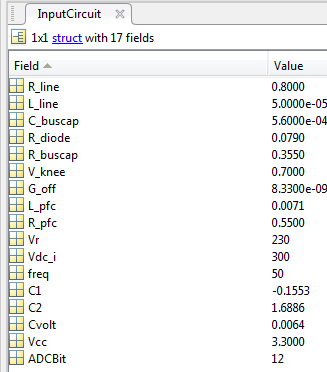 InputCircuit
1x1 struct with 17 fields
Field Value
R_line 0.8000
L_line 5.0000e-05
C_buscap 5.6000e-04
R_diode 0.0790
R_buscap 0.3550
V_knee 0.7000
G_off 8.3300e-09
L_pfc 0.0071
R_pfc 0.5500
Vr 230
Vdc_i 300
freq 50
C1 -0.1553
C2 1.6886
Cvolt 0.0064
Vcc 3.3000
ADCBit 12